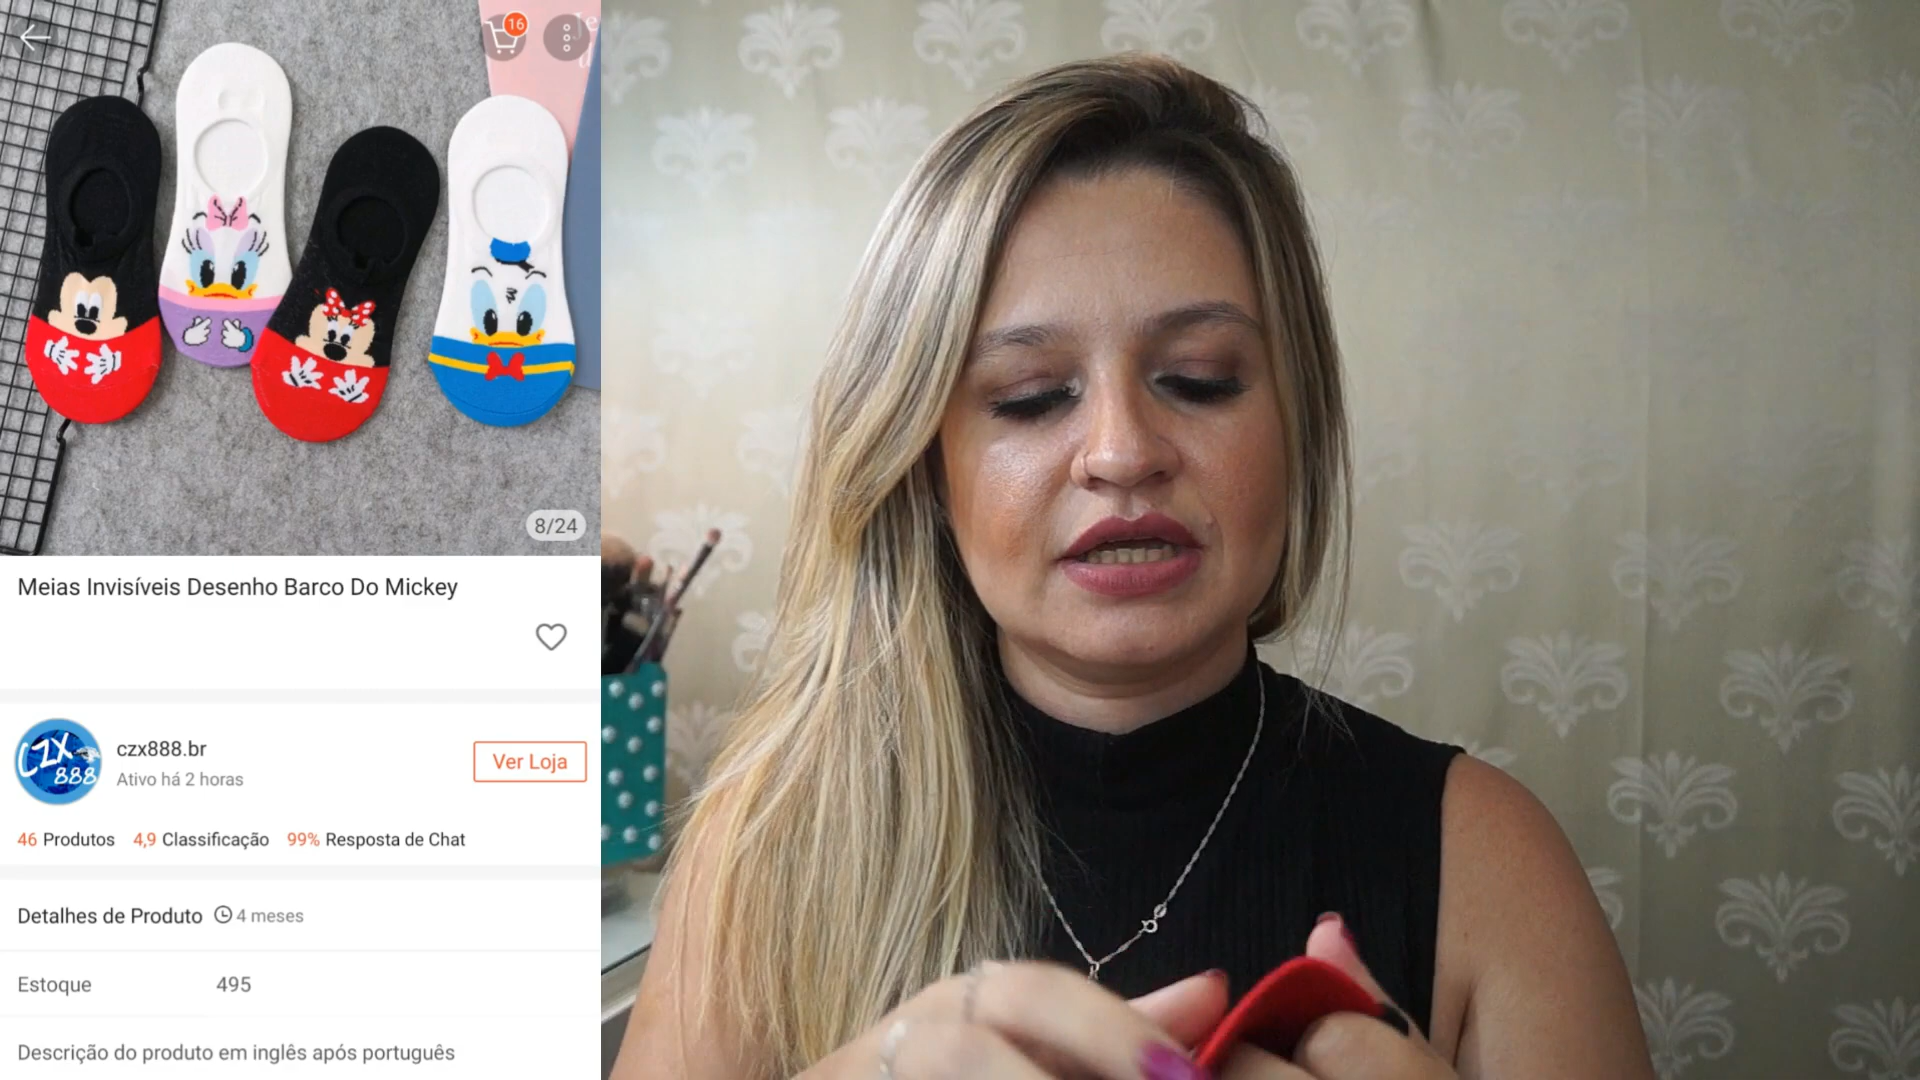 16
8/24
Meias Invisíveis Desenho Barco Do Mickey
CZX
888
czx888.br
Ver Loja
Ativo há 2 horas
46 Produtos 4,9 Classificação 99% Resposta de Chat
Detalhes de Produto 4 meses
Estoque 495
Descrição do produto em inglês após português